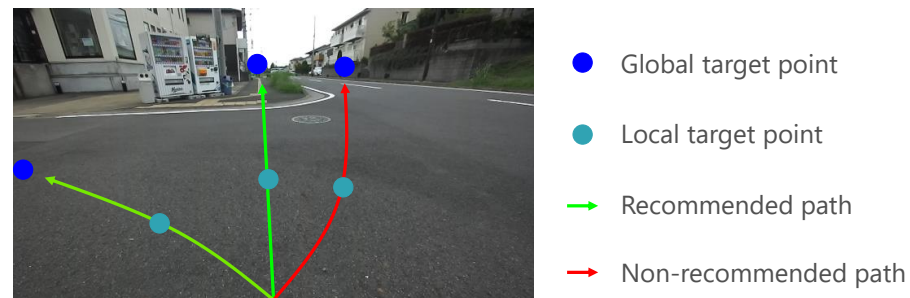 Global target point
Local target point
Recommended path
Non-recommended path